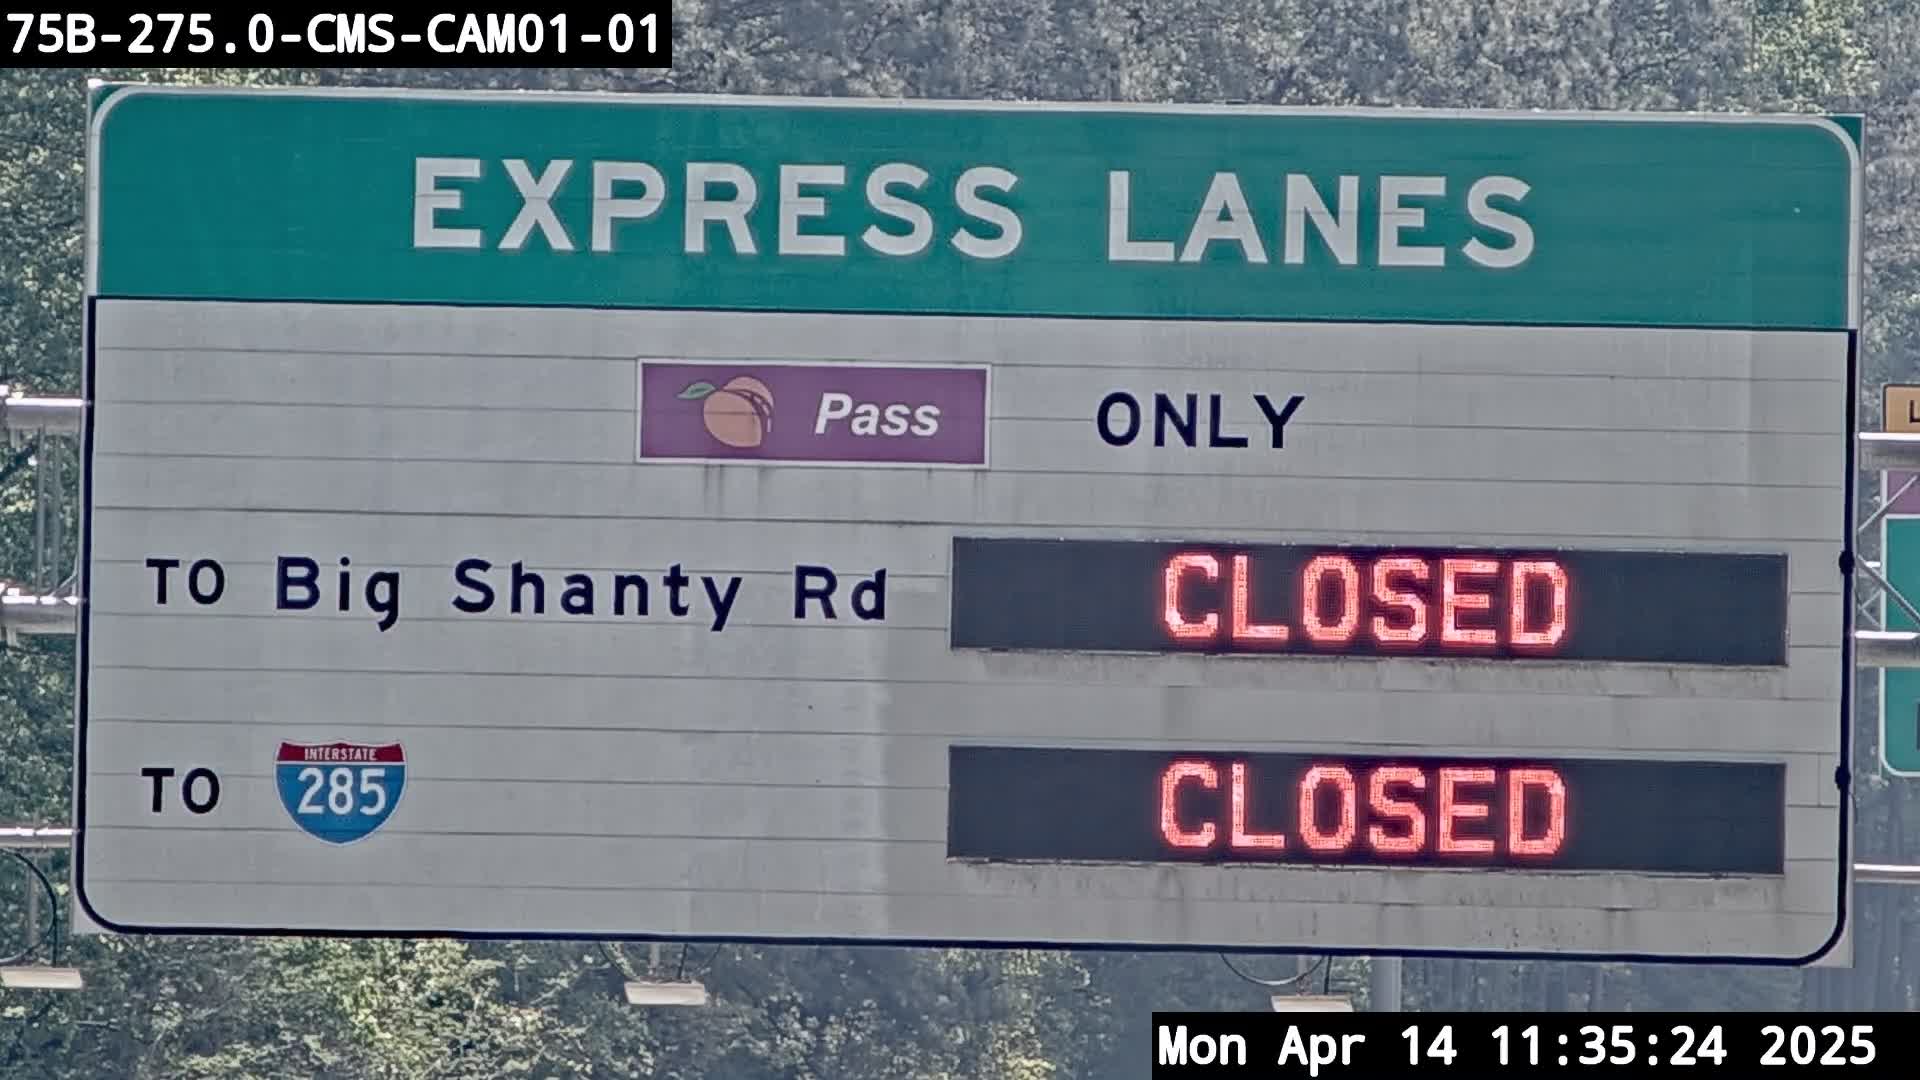 75B-275.0-CMS-CAM01-01
EXPRESS LANES
Pass ONLY
TO Big Shanty Rd CLOSED
TO INTERSTATE 285 CLOSED
Mon Apr 14 11:35:24 2025